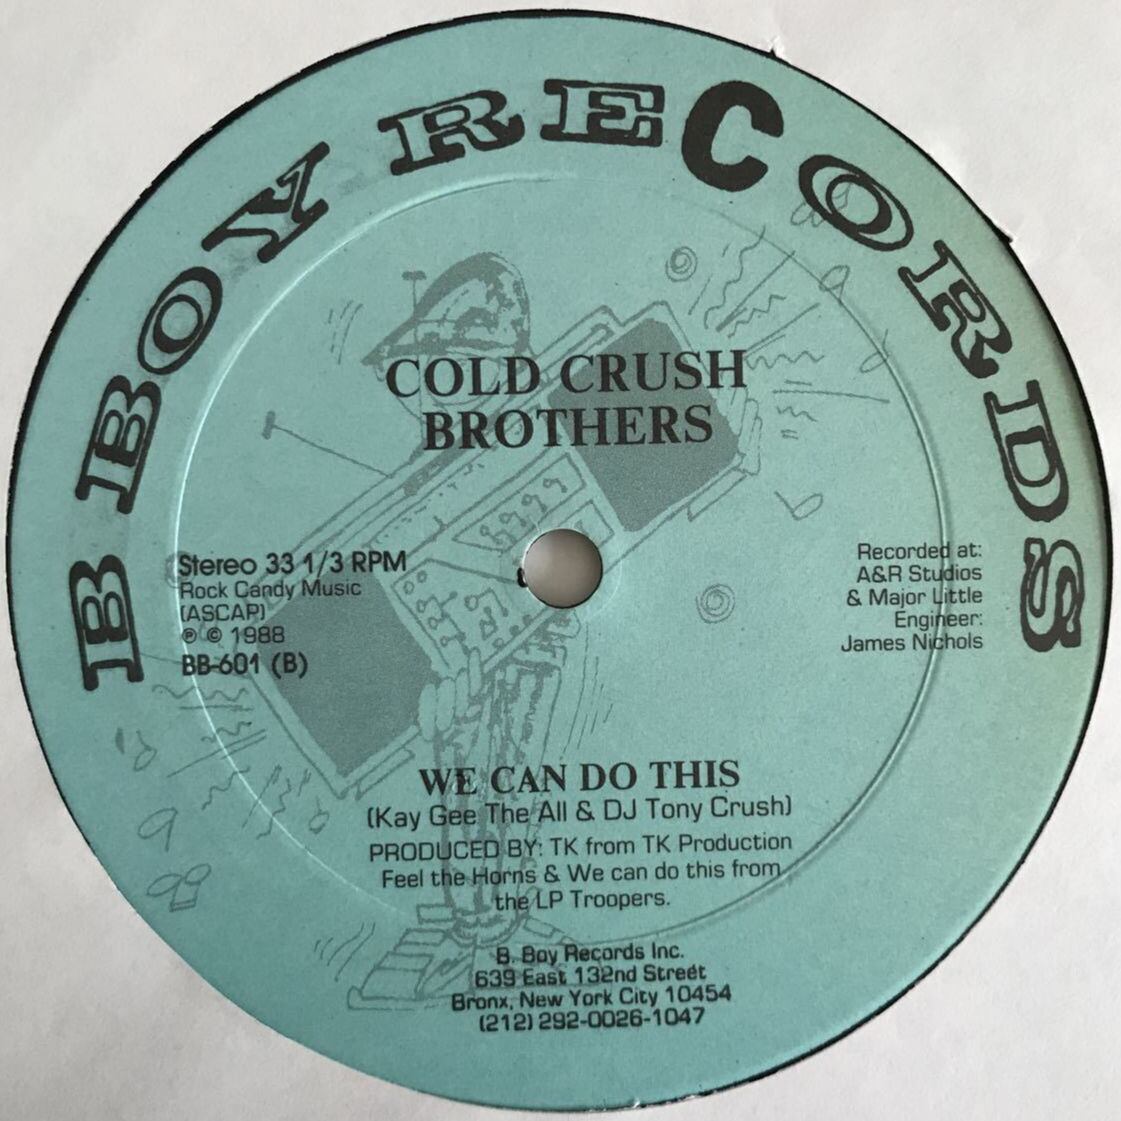 B BOY RECORDS
COLD CRUSH
BROTHERS
Stereo 33 1/3 RPM
Rock Candy Music
(ASCAP)
℗ © 1988
BB-601 (B)
Recorded at:
A&R Studios
& Major Little
Engineer:
James Nichols
WE CAN DO THIS
(Kay Gee The All & DJ Tony Crush)
PRODUCED BY: TK from TK Production
Feel the Horns & We can do this from
the LP Troopers.
B. Boy Records Inc.
639 East 132nd Street
Bronx, New York City 10454
(212) 292-0026-1047